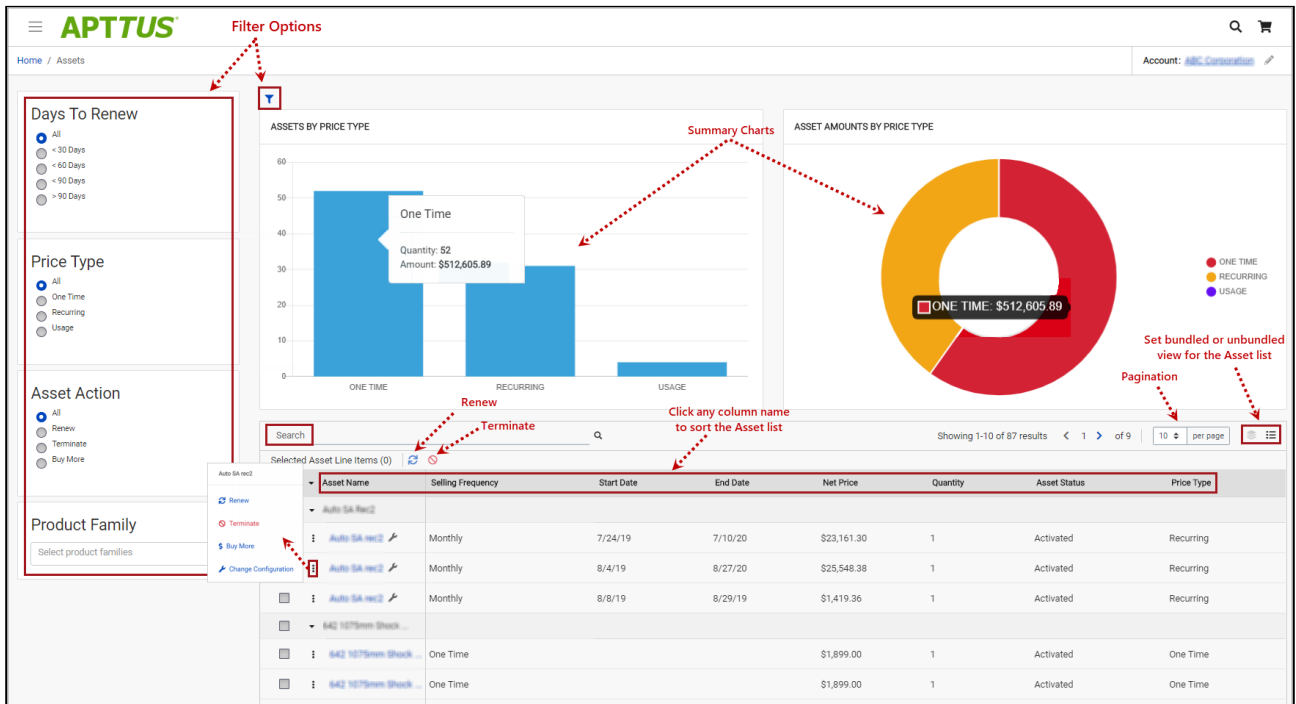 APTTUS
Filter Options
Home / Assets
Account: ABC Corporation
Days To Renew
All
< 30 Days
< 60 Days
< 90 Days
> 90 Days
Price Type
All
One Time
Recurring
Usage
Asset Action
All
Renew
Terminate
Buy More
Product Family
Select product families
ASSETS BY PRICE TYPE
60
50
40
30
20
10
0
ONE TIME
RECURRING
USAGE
One Time
Quantity: 52
Amount: $512,605.89
Summary Charts
ASSET AMOUNTS BY PRICE TYPE
ONE TIME: $512,605.89
ONE TIME
RECURRING
USAGE
Set bundled or unbundled
view for the Asset list
Pagination
Renew
Terminate
Click any column name
to sort the Asset list
Search
Showing 1-10 of 87 results < 1 > of 9 10 per page
Selected Asset Line Items (0)
Auto SA rec2
Renew
Terminate
$ Buy More
Change Configuration
Asset Name Selling Frequency Start Date End Date Net Price Quantity Asset Status Price Type
Auto SA Rec2
Auto SA rec2 Monthly 7/24/19 7/10/20 $23,161.30 1 Activated Recurring
Auto SA rec2 Monthly 8/4/19 8/27/20 $25,548.38 1 Activated Recurring
Auto SA rec2 Monthly 8/8/19 8/29/19 $1,419.36 1 Activated Recurring
642 1075mm Shock ...
642 1075mm Shock ... One Time $1,899.00 1 Activated One Time
642 1075mm Shock ... One Time $1,899.00 1 Activated One Time